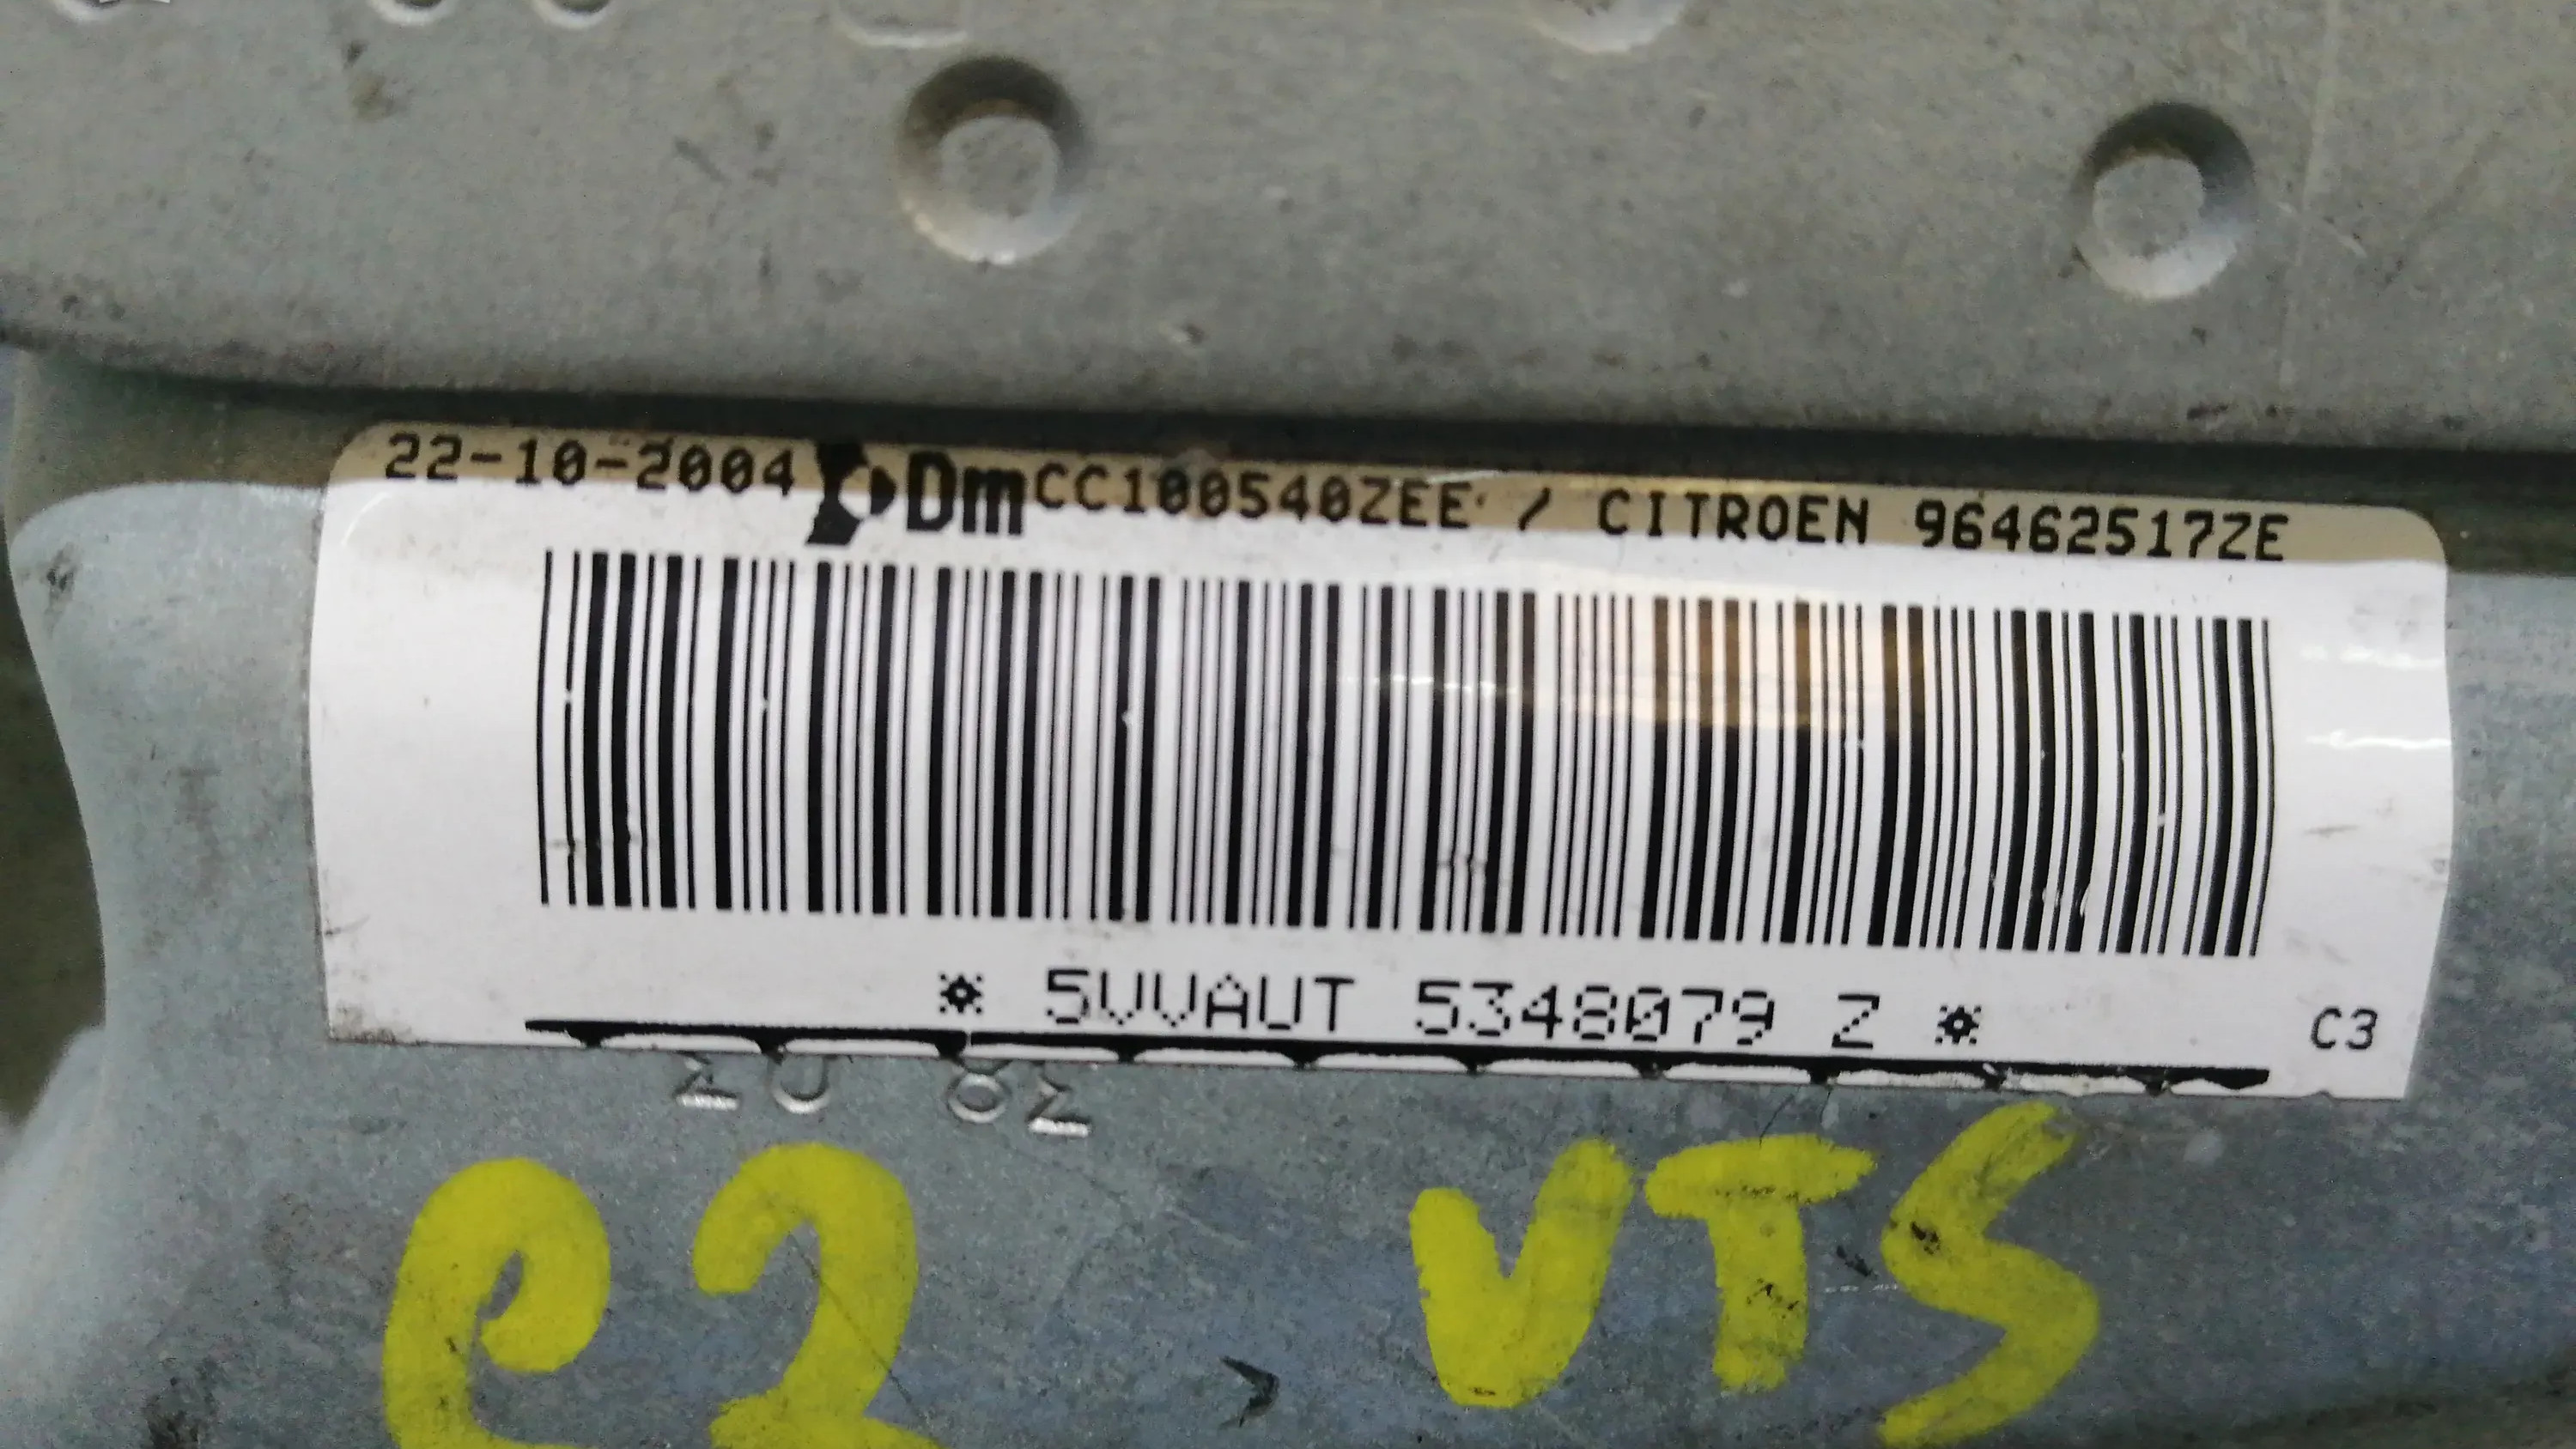 22-10-2004 Dm CC100540ZEE / CITROEN 96462517ZE
* 5VVAUT 5348079 Z *
C3
C2 VTS